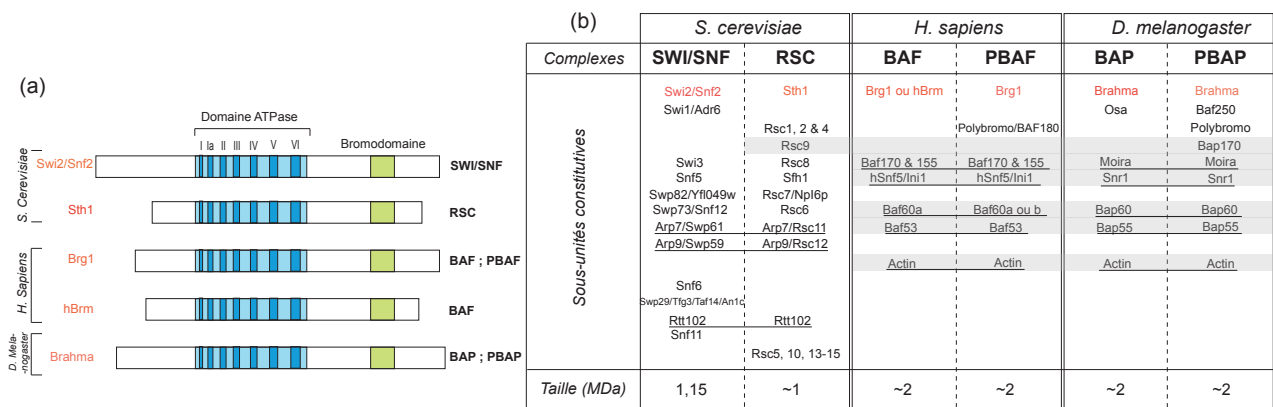 (a)
Domaine ATPase
I Ia II III IV V VI
Bromodomaine
S. Cerevisiae
Swi2/Snf2
SWI/SNF
Sth1
RSC
H. Sapiens
Brg1
BAF ; PBAF
hBrm
BAF
D. Mela-
-nogaster
Brahma
BAP ; PBAP
(b)
S. cerevisiae H. sapiens D. melanogaster
Complexes SWI/SNF RSC BAF PBAF BAP PBAP
Sous-unités constitutives
Swi2/Snf2 Sth1 Brg1 ou hBrm Brg1 Brahma Brahma
Swi1/Adr6 Osa Baf250
Rsc1, 2 & 4 Polybromo/BAF180 Polybromo
Rsc9 Bap170
Swi3 Rsc8 Baf170 & 155 Baf170 & 155 Moira Moira
Snf5 Sfh1 hSnf5/Ini1 hSnf5/Ini1 Snr1 Snr1
Swp82/Yfl049w Rsc7/Npl6p
Swp73/Snf12 Rsc6 Baf60a Baf60a ou b Bap60 Bap60
Arp7/Swp61 Arp7/Rsc11 Baf53 Baf53 Bap55 Bap55
Arp9/Swp59 Arp9/Rsc12
Actin Actin Actin Actin
Snf6
Swp29/Tfg3/Taf14/An1c
Rtt102 Rtt102
Snf11
Rsc5, 10, 13-15
Taille (MDa) 1,15 ~1 ~2 ~2 ~2 ~2